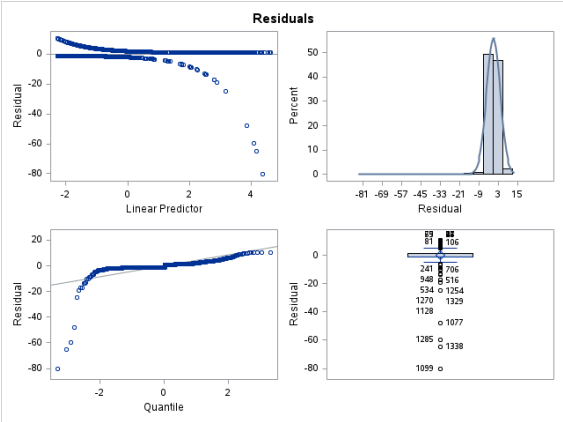 Residuals
Residual
0
-20
-40
-60
-80
-2 0 2 4
Linear Predictor
Percent
50
40
30
20
10
0
-81 -69 -57 -45 -33 -21 -9 3 15
Residual
Residual
20
0
-20
-40
-60
-80
-2 0 2
Quantile
Residual
0
-20
-40
-60
-80
81 106
241 706
948 516
534 1254
1270 1329
1128
1077
1285
1338
1099